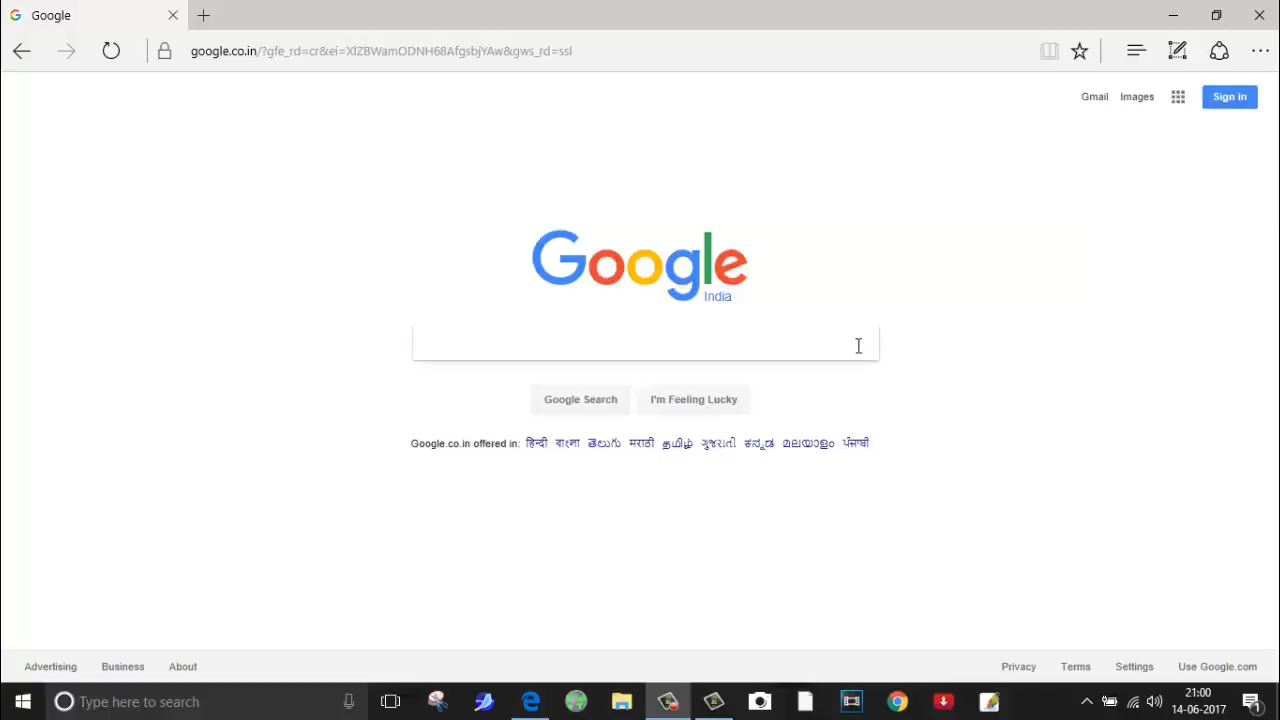 Google
google.co.in/?gfe_rd=cr&ei=XlZBWamODNH68AfgsbjYAw&gws_rd=ssl
Gmail Images Sign in
Google
India
Google Search I'm Feeling Lucky
Google.co.in offered in: हिन्दी বাংলা తెలుగు मराठी தமிழ் ગુજરાતી ಕನ್ನಡ മലയാളം ਪੰਜਾਬੀ
Advertising Business About Privacy Terms Settings Use Google.com
Type here to search
21:00
14-06-2017
1